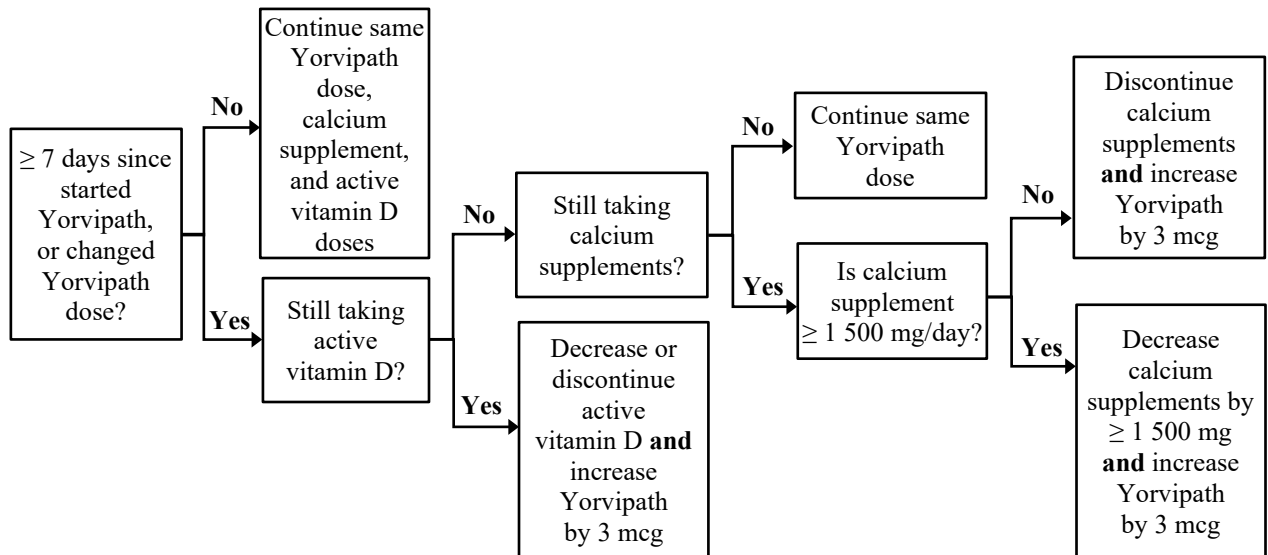 ≥ 7 days since
started
Yorvipath,
or changed
Yorvipath
dose?
No
Continue same
Yorvipath
dose,
calcium
supplement,
and active
vitamin D
doses
Yes
Still taking
active
vitamin D?
No
Still taking
calcium
supplements?
Yes
Decrease or
discontinue
active
vitamin D and
increase
Yorvipath
by 3 mcg
No
Continue same
Yorvipath
dose
Yes
Is calcium
supplement
≥ 1 500 mg/day?
No
Discontinue
calcium
supplements
and increase
Yorvipath
by 3 mcg
Yes
Decrease
calcium
supplements by
≥ 1 500 mg
and increase
Yorvipath
by 3 mcg